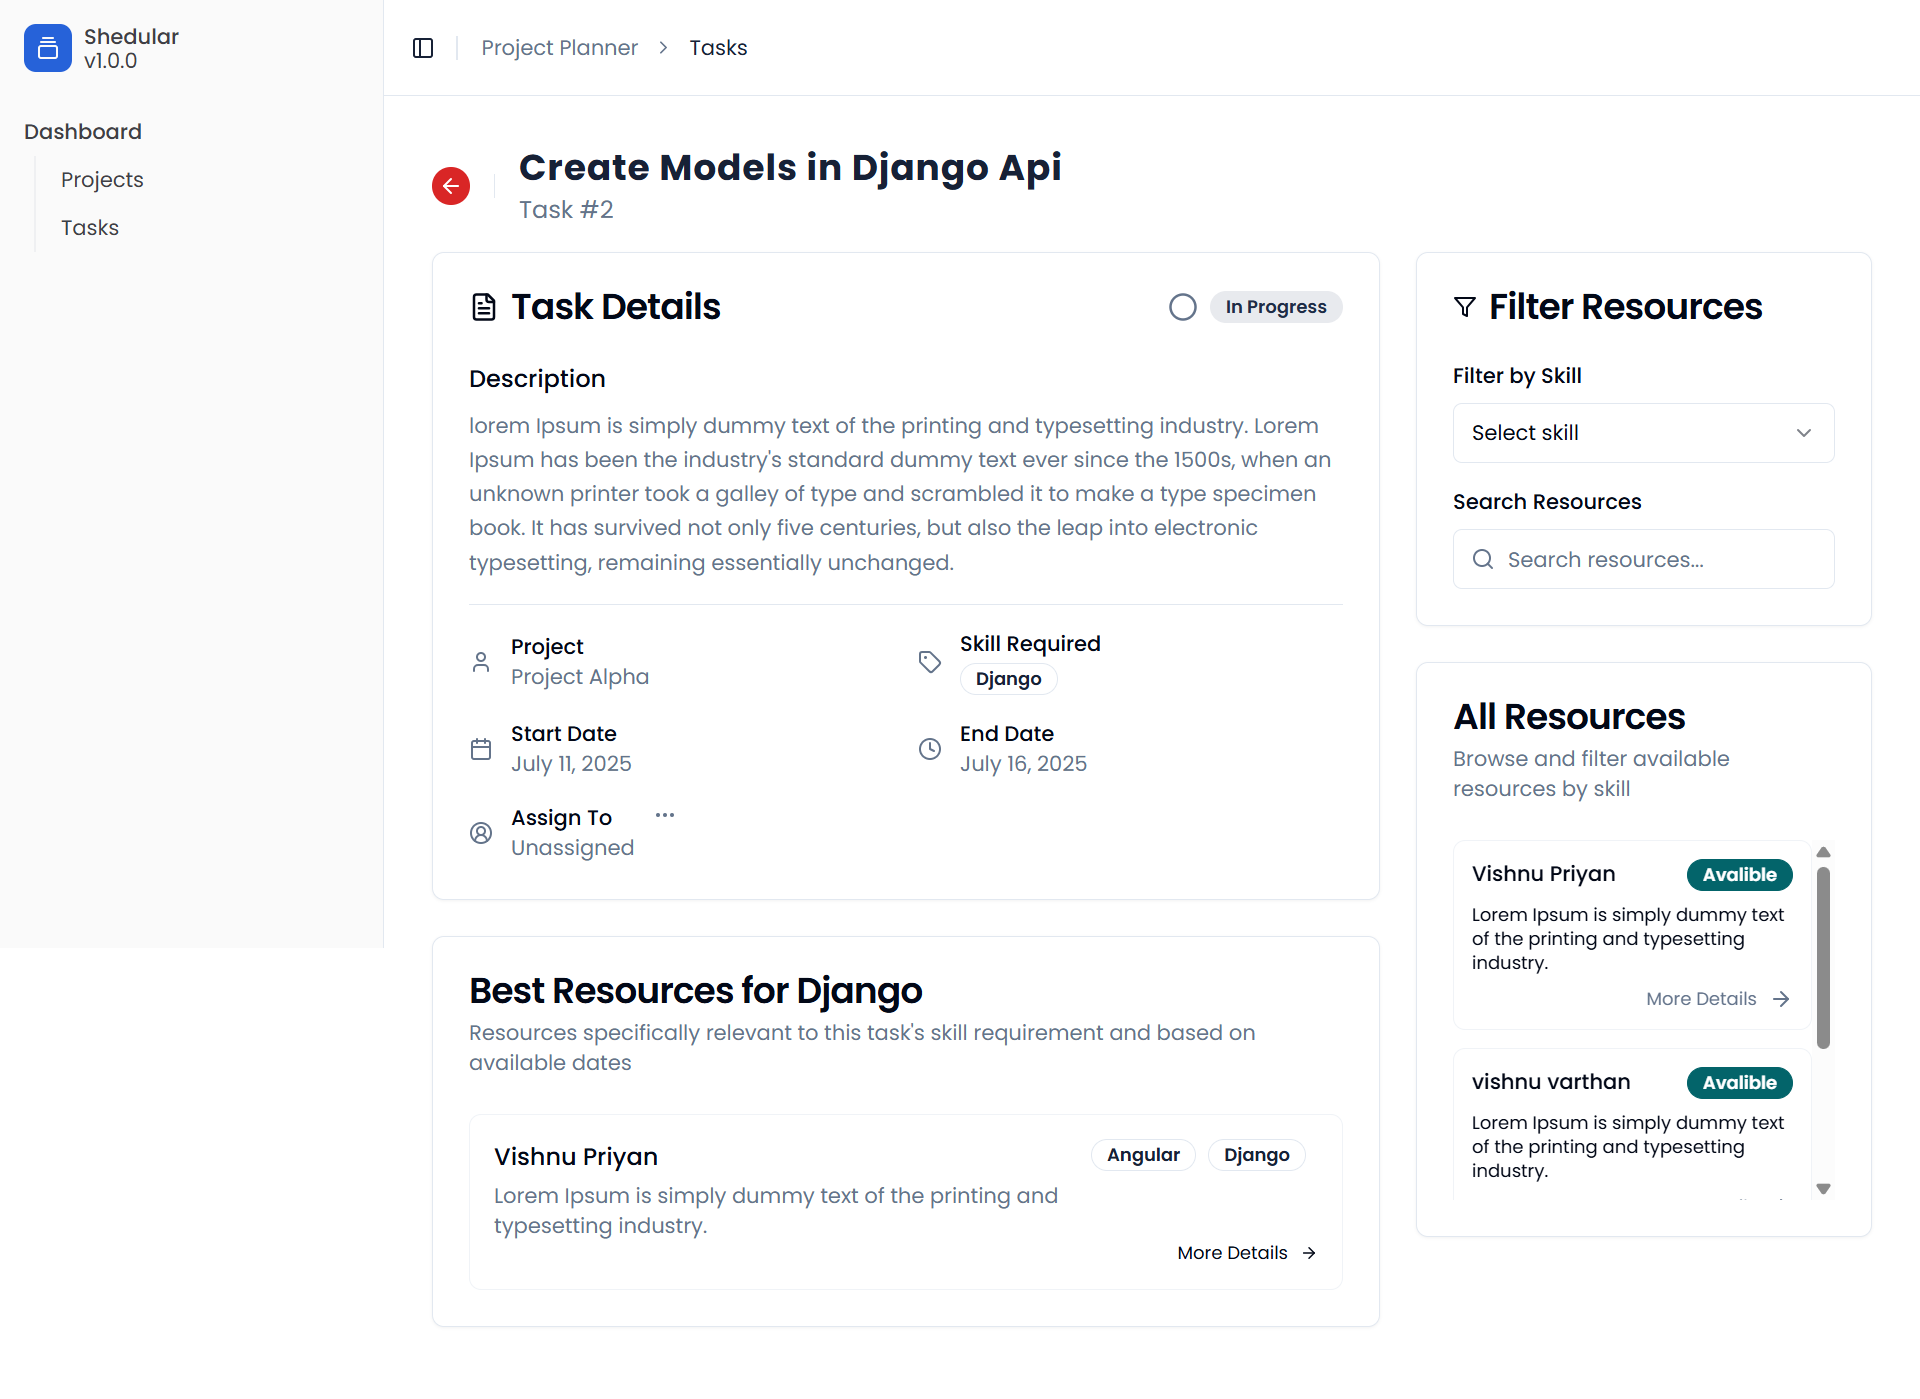 Shedular
v1.0.0
Dashboard
Projects
Tasks
Project Planner
Tasks
Create Models in Django Api
Task #2
Task Details
In Progress
Description
lorem Ipsum is simply dummy text of the printing and typesetting industry. Lorem
Ipsum has been the industry's standard dummy text ever since the 1500s, when an
unknown printer took a galley of type and scrambled it to make a type specimen
book. It has survived not only five centuries, but also the leap into electronic
typesetting, remaining essentially unchanged.
Project
Project Alpha
Skill Required
Django
Start Date
July 11, 2025
End Date
July 16, 2025
Assign To
Unassigned
Best Resources for Django
Resources specifically relevant to this task's skill requirement and based on
available dates
Vishnu Priyan
Angular
Django
Lorem Ipsum is simply dummy text of the printing and
typesetting industry.
More Details
Filter Resources
Filter by Skill
Select skill
Search Resources
Search resources...
All Resources
Browse and filter available
resources by skill
Vishnu Priyan
Avalible
Lorem Ipsum is simply dummy text
of the printing and typesetting
industry.
More Details
vishnu varthan
Avalible
Lorem Ipsum is simply dummy text
of the printing and typesetting
industry.